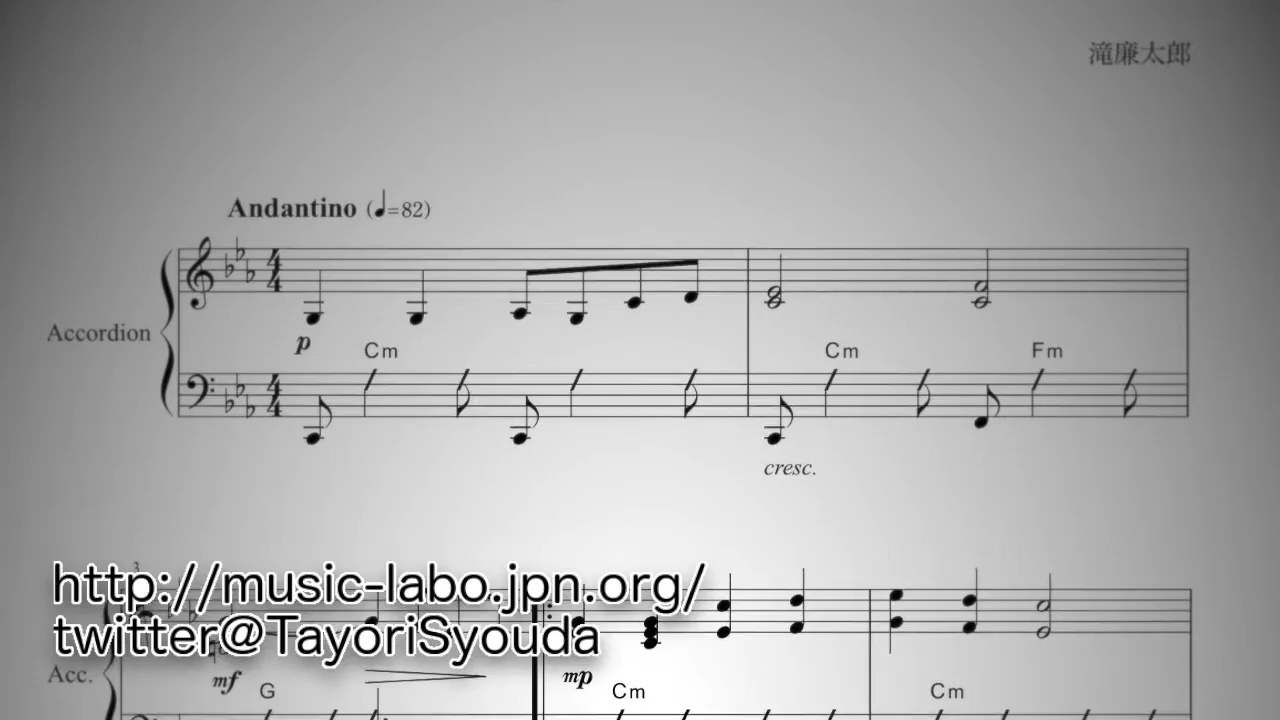 滝廉太郎
Andantino (♩=82)
Accordion
p
Cm
Cm
Fm
cresc.
3
http://music-labo.jpn.org/
twitter@TayoriSyouda
Acc.
mf
mp
G
Cm
Cm